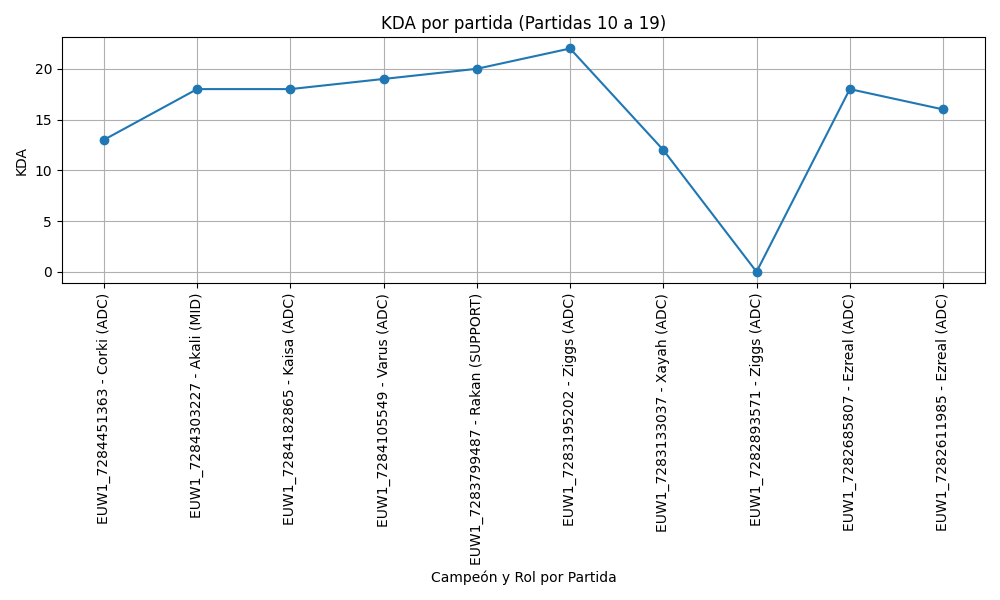 KDA por partida (Partidas 10 a 19)
KDA
20
15
10
5
0
EUW1_7284451363 - Corki (ADC)
EUW1_7284303227 - Akali (MID)
EUW1_7284182865 - Kaisa (ADC)
EUW1_7284105549 - Varus (ADC)
EUW1_7283799487 - Rakan (SUPPORT)
EUW1_7283195202 - Ziggs (ADC)
EUW1_7283133037 - Xayah (ADC)
EUW1_7282893571 - Ziggs (ADC)
EUW1_7282685807 - Ezreal (ADC)
EUW1_7282611985 - Ezreal (ADC)
Campeón y Rol por Partida